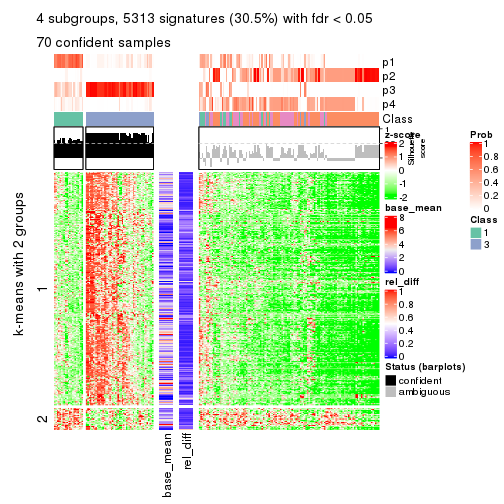 4 subgroups, 5313 signatures (30.5%) with fdr < 0.05
70 confident samples
p1
p2
p3
p4
Class
1
Silhouette
score
k-means with 2 groups
1
2
base_mean
rel_diff
z-score
2
1
0
-1
-2
base_mean
8
6
4
2
0
rel_diff
1
0.8
0.6
0.4
0.2
0
Status (barplots)
confident
ambiguous
Prob
1
0.8
0.6
0.4
0.2
0
Class
1
3